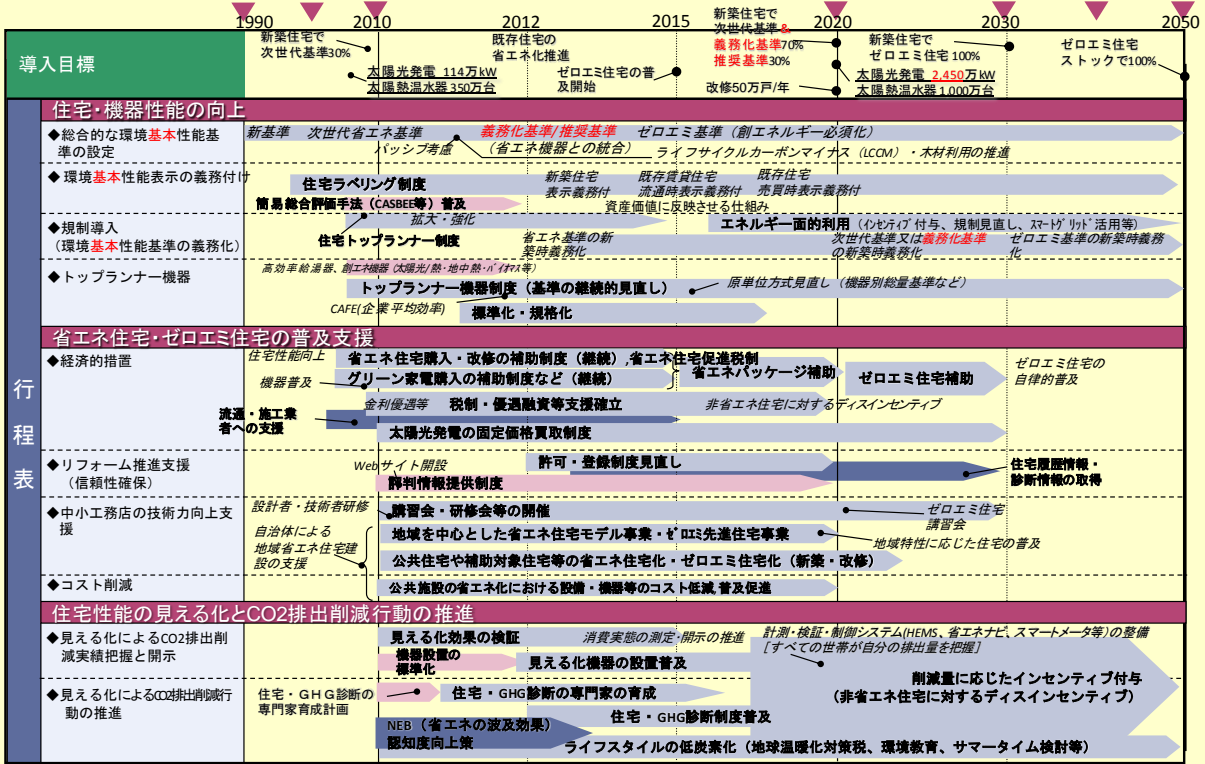 1990 2010 2012 2015 2020 2030 2050
導入目標
新築住宅で
次世代基準30%
太陽光発電 114万kW
太陽熱温水器350万台
既存住宅の
省エネ化推進
ゼロエミ住宅の普
及開始
新築住宅で
次世代基準&
義務化基準70%
推奨基準30%
改修50万戸/年
新築住宅で
ゼロエミ住宅100%
太陽光発電 2,450万kW
太陽熱温水器1,000万台
ゼロエミ住宅
ストックで100%
行程表
住宅・機器性能の向上
◆総合的な環境基本性能基
準の設定
新基準 次世代省エネ基準
パッシブ考慮
義務化基準/推奨基準
(省エネ機器との統合)
ゼロエミ基準(創エネルギー必須化)
ライフサイクルカーボンマイナス(LCCM)・木材利用の推進
◆環境基本性能表示の義務付け
住宅ラベリング制度
新築住宅
表示義務付
既存賃貸住宅
流通時表示義務付
既存住宅
売買時表示義務付
簡易総合評価手法(CASBEE等)普及
資産価値に反映させる仕組み
◆規制導入
(環境基本性能基準の義務化)
拡大・強化
住宅トップランナー制度
エネルギー面的利用(インセンティブ付与、規制見直し、スマートグリッド活用等)
省エネ基準の新
築時義務化
次世代基準又は義務化基準
の新築時義務化
ゼロエミ基準の新築時義務
化
◆トップランナー機器
高効率給湯器、創エネ機器(太陽光/熱・地中熱・バイオマス等)
トップランナー機器制度(基準の継続的見直し)
原単位方式見直し(機器別総量基準など)
CAFE(企業平均効率)
標準化・規格化
省エネ住宅・ゼロエミ住宅の普及支援
◆経済的措置
住宅性能向上
省エネ住宅購入・改修の補助制度(継続),省エネ住宅促進税制
機器普及
グリーン家電購入の補助制度など(継続)
省エネパッケージ補助
ゼロエミ住宅補助
ゼロエミ住宅の
自律的普及
金利優遇等
税制・優遇融資等支援確立
非省エネ住宅に対するディスインセンティブ
流通・施工業
者への支援
太陽光発電の固定価格買取制度
◆リフォーム推進支援
(信頼性確保)
許可・登録制度見直し
Webサイト開設
評判情報提供制度
住宅履歴情報・
診断情報の取得
◆中小工務店の技術力向上支
援
設計者・技術者研修
講習会・研修会等の開催
ゼロエミ住宅
講習会
自治体による
地域省エネ住宅建
設の支援
地域を中心とした省エネ住宅モデル事業・ゼロエミ先進住宅事業
地域特性に応じた住宅の普及
公共住宅や補助対象住宅等の省エネ住宅化・ゼロエミ住宅化(新築・改修)
◆コスト削減
公共施設の省エネ化における設備・機器等のコスト低減,普及促進
住宅性能の見える化とCO2排出削減行動の推進
◆見える化によるCO2排出削
減実績把握と開示
見える化効果の検証
消費実態の測定・開示の推進
計測・検証・制御システム(HEMS、省エネナビ、スマートメータ等)の整備
[すべての世帯が自分の排出量を把握]
機器設置の
標準化
見える化機器の設置普及
削減量に応じたインセンティブ付与
(非省エネ住宅に対するディスインセンティブ)
◆見える化によるCO2排出削減行
動の推進
住宅・GHG診断の
専門家育成計画
住宅・GHG診断の専門家の育成
住宅・GHG診断制度普及
NEB(省エネの波及効果)
認知度向上策
ライフスタイルの低炭素化(地球温暖化対策税、環境教育、サマータイム検討等)